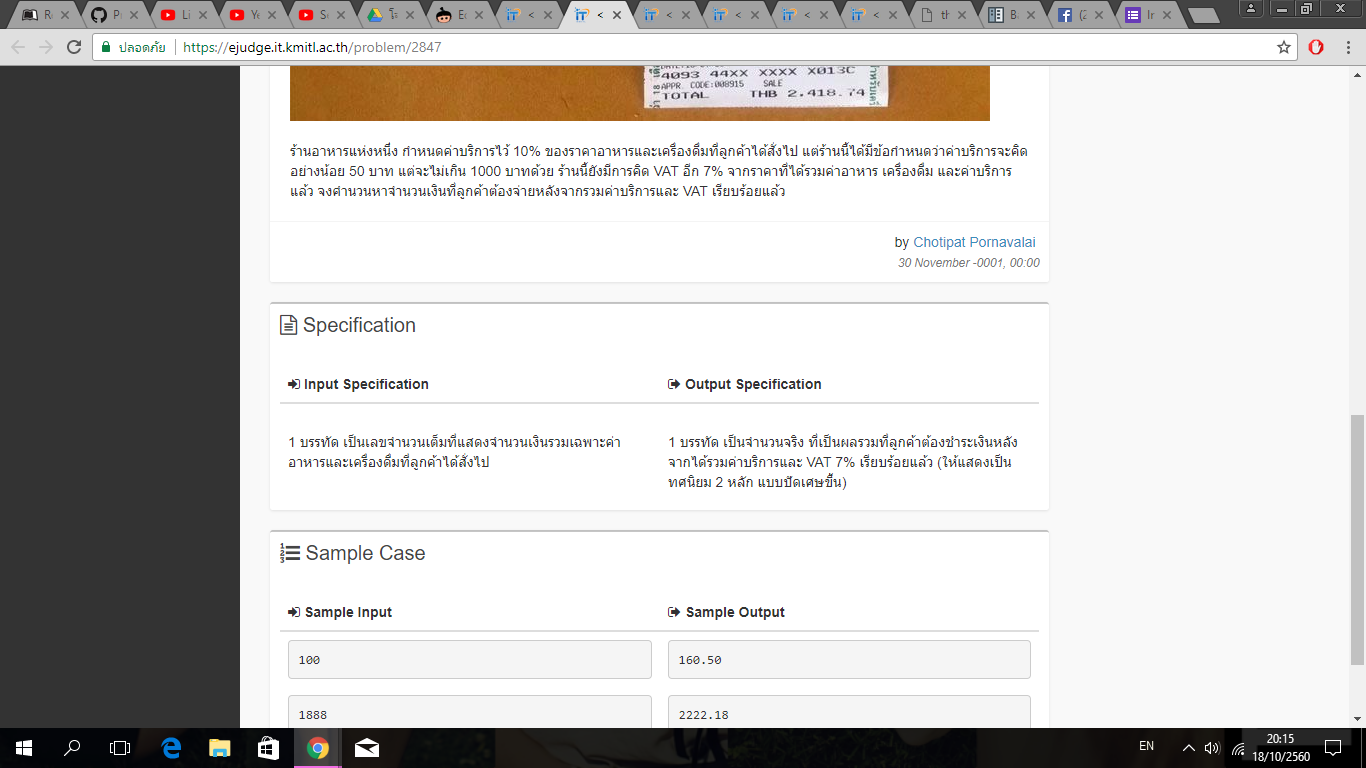 R
P
Li
Ye
Se
โจ
Ec
<
<
<
<
<
<
th
B
f (2
Ir
ปลอดภัย https://ejudge.it.kmitl.ac.th/problem/2847
4093 44XX XXXX X013C
APPR. CODE:008915 SALE
TOTAL THB 2,418.74
ร้านอาหารแห่งหนึ่ง กำหนดค่าบริการไว้ 10% ของราคาอาหารและเครื่องดื่มที่ลูกค้าได้สั่งไป แต่ร้านนี้ได้มีข้อกำหนดว่าค่าบริการจะคิด
อย่างน้อย 50 บาท แต่จะไม่เกิน 1000 บาทด้วย ร้านนี้ยังมีการคิด VAT อีก 7% จากราคาที่ได้รวมค่าอาหาร เครื่องดื่ม และค่าบริการ
แล้ว จงคำนวนหาจำนวนเงินที่ลูกค้าต้องจ่ายหลังจากรวมค่าบริการและ VAT เรียบร้อยแล้ว
by Chotipat Pornavalai
30 November -0001, 00:00
Specification
Input Specification
Output Specification
1 บรรทัด เป็นเลขจำนวนเต็มที่แสดงจำนวนเงินรวมเฉพาะค่า
อาหารและเครื่องดื่มที่ลูกค้าได้สั่งไป
1 บรรทัด เป็นจำนวนจริง ที่เป็นผลรวมที่ลูกค้าต้องชำระเงินหลัง
จากได้รวมค่าบริการและ VAT 7% เรียบร้อยแล้ว (ให้แสดงเป็น
ทศนิยม 2 หลัก แบบปัดเศษขึ้น)
Sample Case
Sample Input
Sample Output
100
160.50
1888
2222.18
EN
20:15
18/10/2560